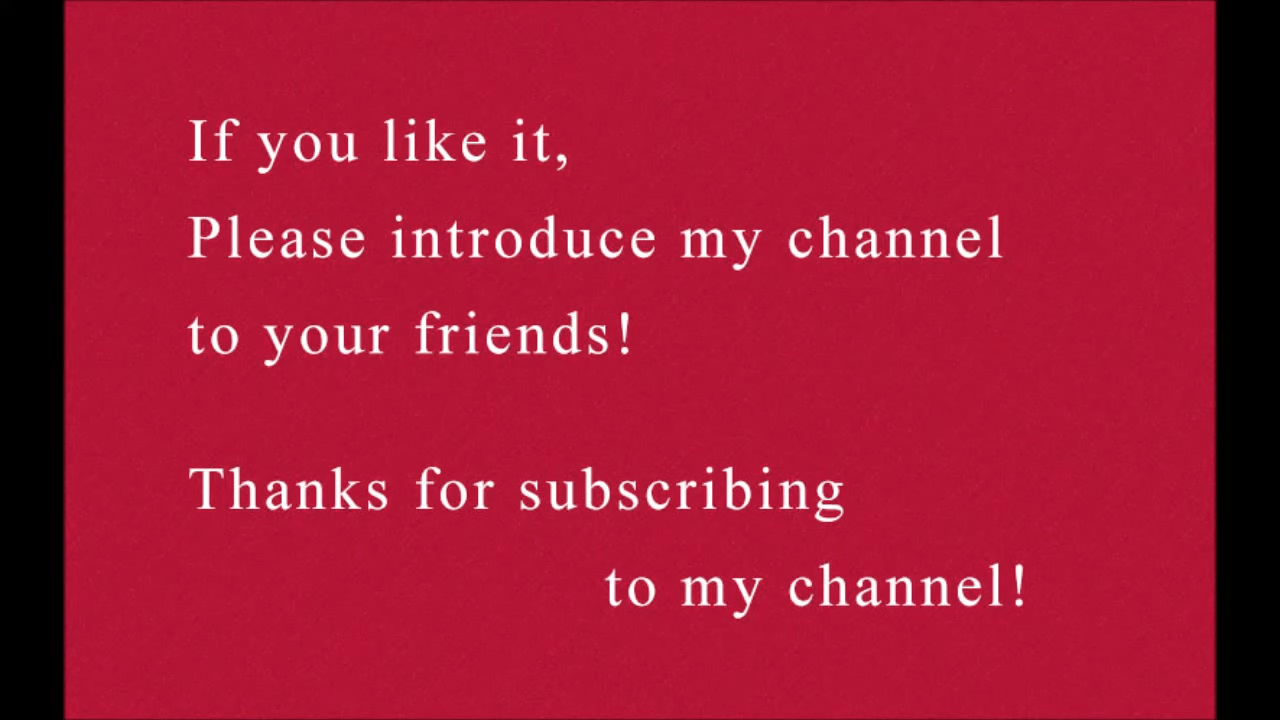 If you like it,
Please introduce my channel
to your friends!
Thanks for subscribing
to my channel!